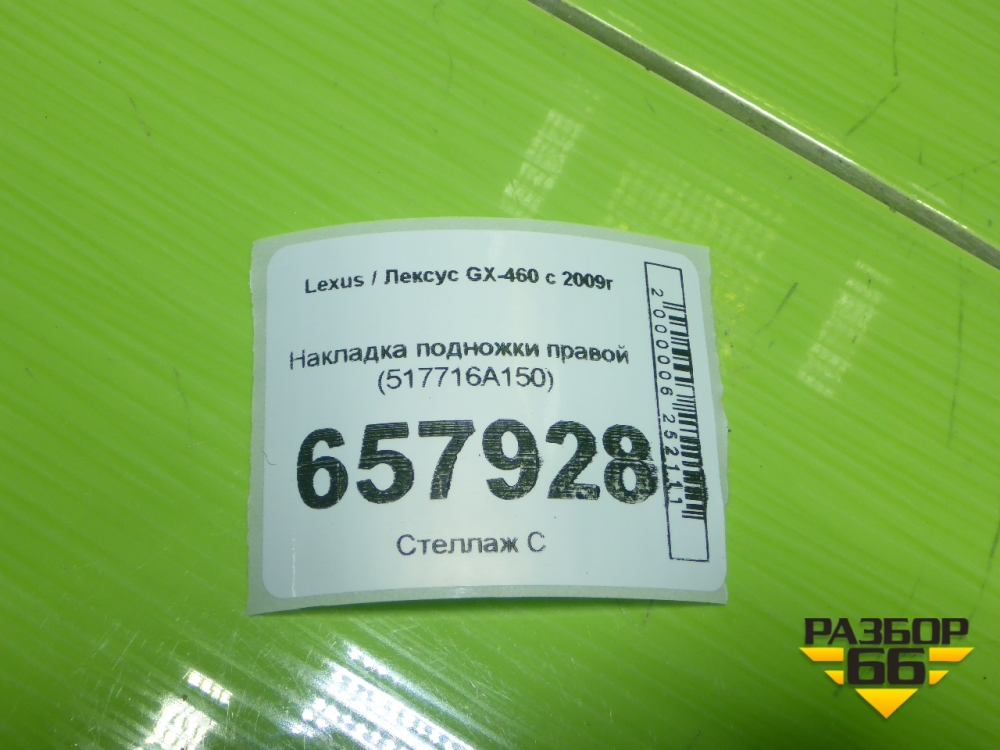 Lexus / Лексус GX-460 с 2009г
Накладка подножки правой
(517716A150)
657928
Стеллаж С
2000006252111
РАЗБОР
66